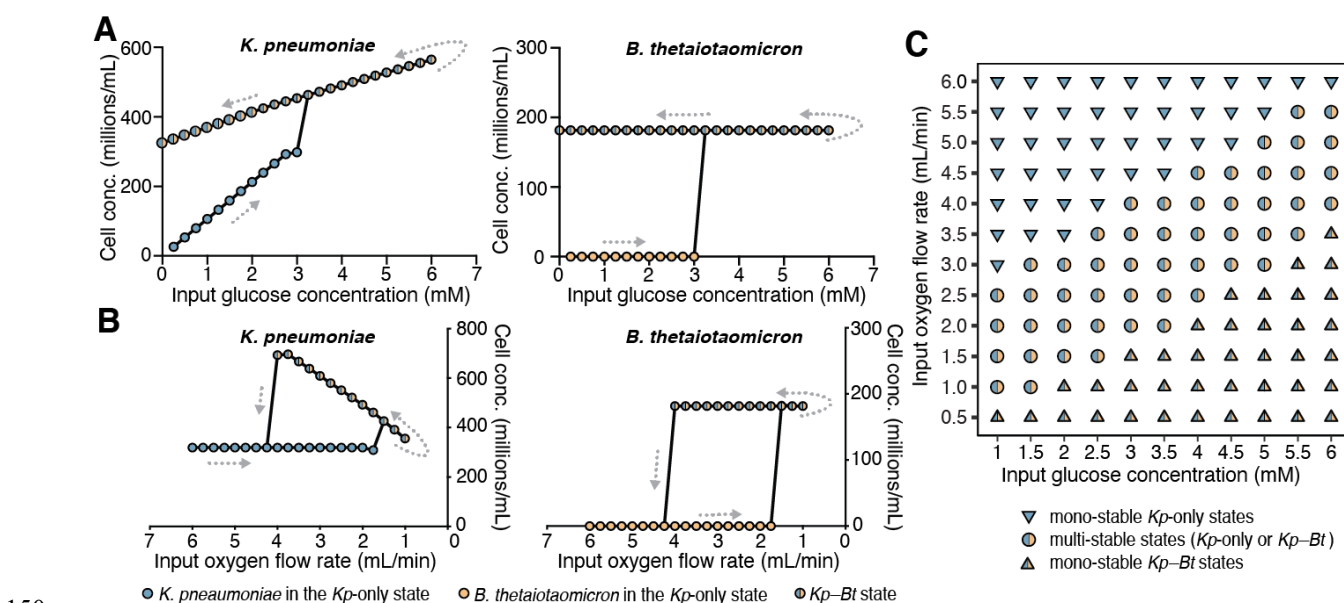 A
K. pneumoniae
Cell conc. (millions/mL)
600
400
200
0
0 1 2 3 4 5 6 7
Input glucose concentration (mM)
B. thetaiotaomicron
Cell conc. (millions/mL)
300
200
100
0
0 1 2 3 4 5 6 7
Input glucose concentration (mM)
B
K. pneumoniae
800
600
400
200
0
Cell conc. (millions/mL)
7 6 5 4 3 2 1 0
Input oxygen flow rate (mL/min)
B. thetaiotaomicron
300
200
100
0
Cell conc. (millions/mL)
7 6 5 4 3 2 1 0
Input oxygen flow rate (mL/min)
K. pneaumoniae in the Kp-only state
B. thetaiotaomicron in the Kp-only state
Kp–Bt state
C
Input oxygen flow rate (mL/min)
6.0
5.5
5.0
4.5
4.0
3.5
3.0
2.5
2.0
1.5
1.0
0.5
1 1.5 2 2.5 3 3.5 4 4.5 5 5.5 6
Input glucose concentration (mM)
mono-stable Kp-only states
multi-stable states (Kp-only or Kp–Bt)
mono-stable Kp–Bt states